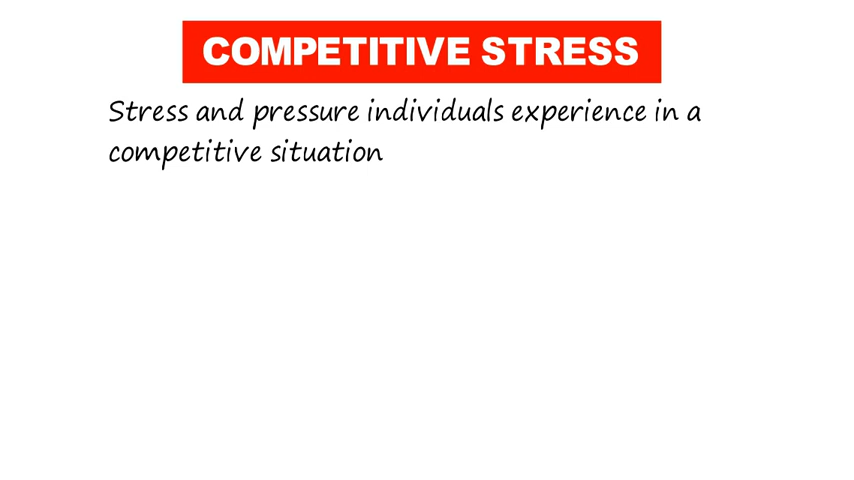 COMPETITIVE STRESS
Stress and pressure individuals experience in a
competitive situation